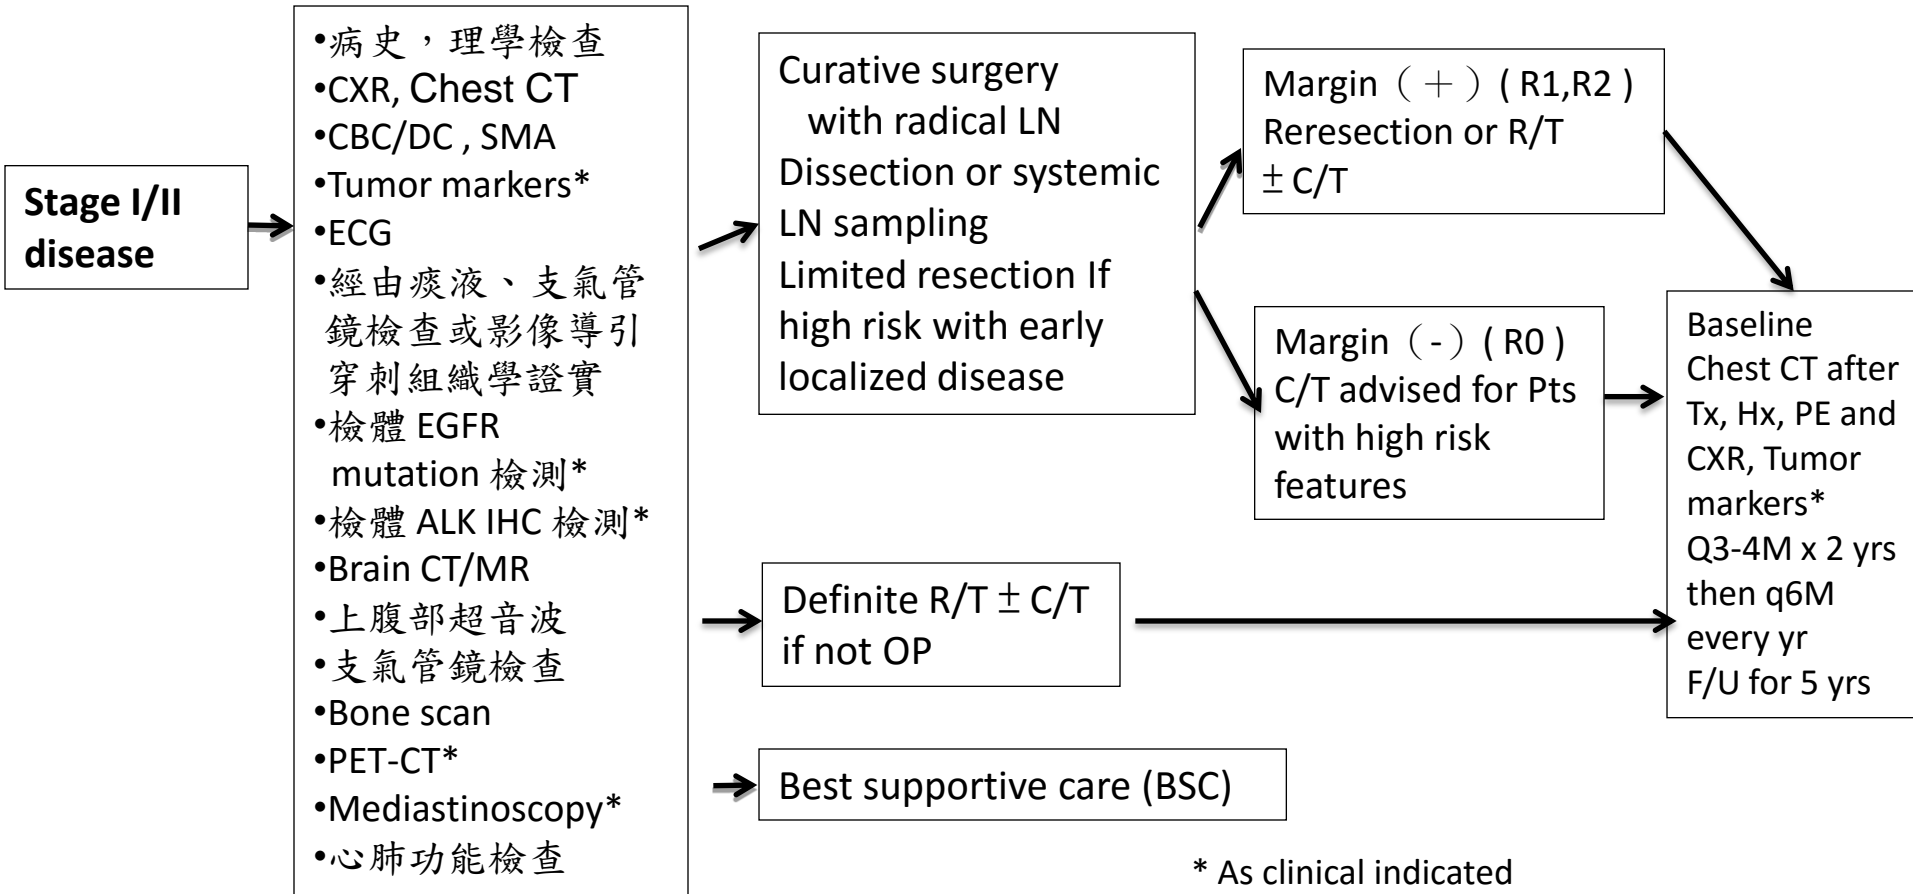 Stage I/II
disease
•病史，理學檢查
•CXR, Chest CT
•CBC/DC , SMA
•Tumor markers*
•ECG
•經由痰液、支氣管
鏡檢查或影像導引
穿刺組織學證實
•檢體 EGFR
mutation 檢測*
•檢體 ALK IHC 檢測*
•Brain CT/MR
•上腹部超音波
•支氣管鏡檢查
•Bone scan
•PET-CT*
•Mediastinoscopy*
•心肺功能檢查
Curative surgery
with radical LN
Dissection or systemic
LN sampling
Limited resection If
high risk with early
localized disease
Definite R/T ± C/T
if not OP
Best supportive care (BSC)
Margin（＋）( R1,R2 )
Reresection or R/T
± C/T
Margin（-）( R0 )
C/T advised for Pts
with high risk
features
Baseline
Chest CT after
Tx, Hx, PE and
CXR, Tumor
markers*
Q3-4M x 2 yrs
then q6M
every yr
F/U for 5 yrs
* As clinical indicated